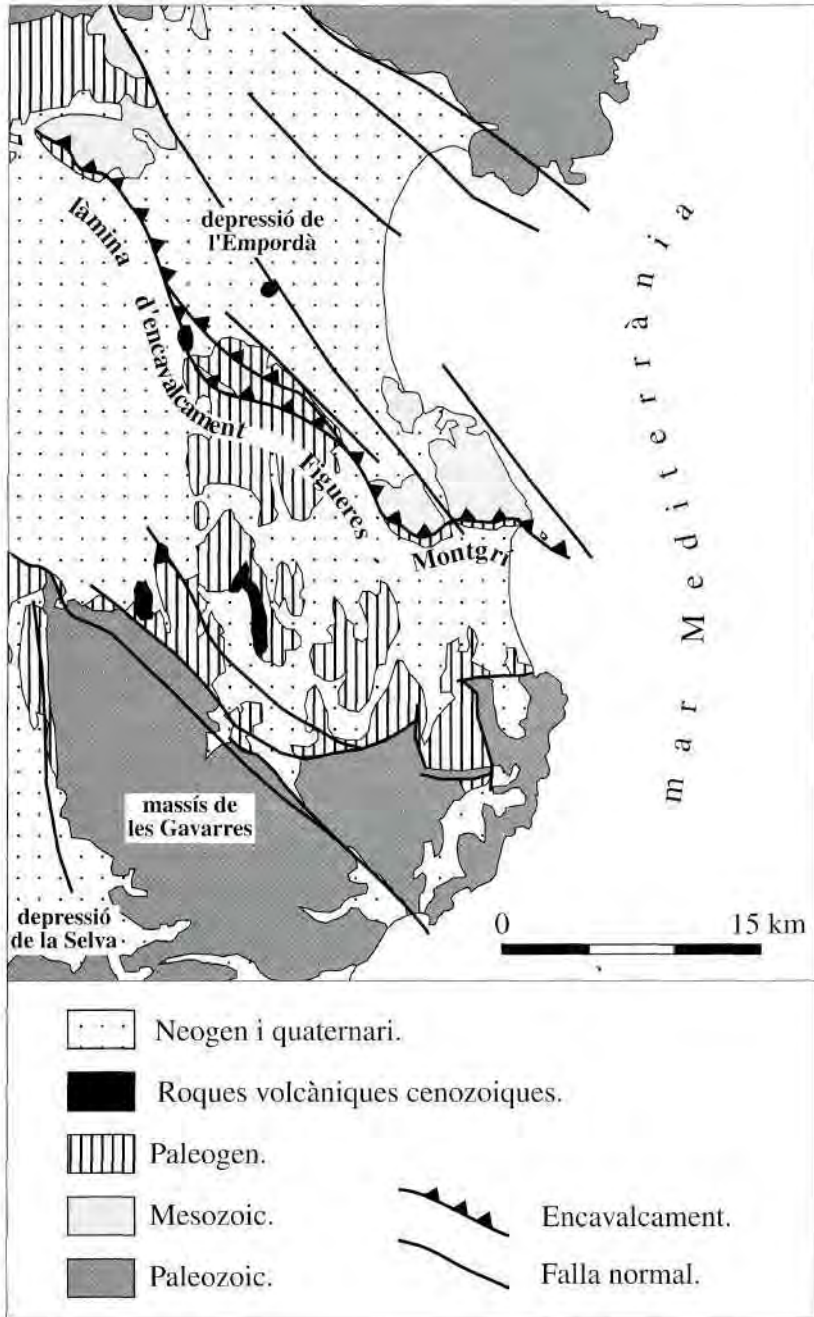 depressió de
l'Empordà
làmina
d'encavalcament
Figueres
Montgrí
mar Mediterrània
massís de
les Gavarres
depressió
de la Selva
0 15 km
Neogen i quaternari.
Roques volcàniques cenozoiques.
Paleogen.
Mesozoic.
Paleozoic.
Encavalcament.
Falla normal.